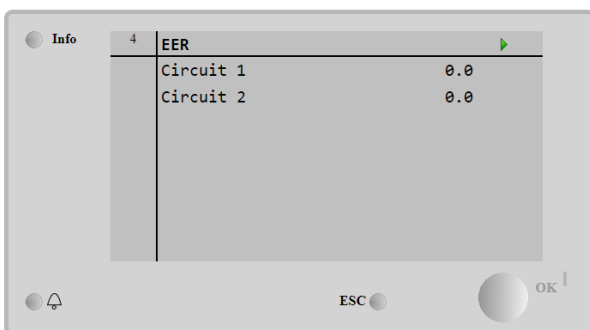 Info
4 EER
Circuit 1 0.0
Circuit 2 0.0
ESC
OK